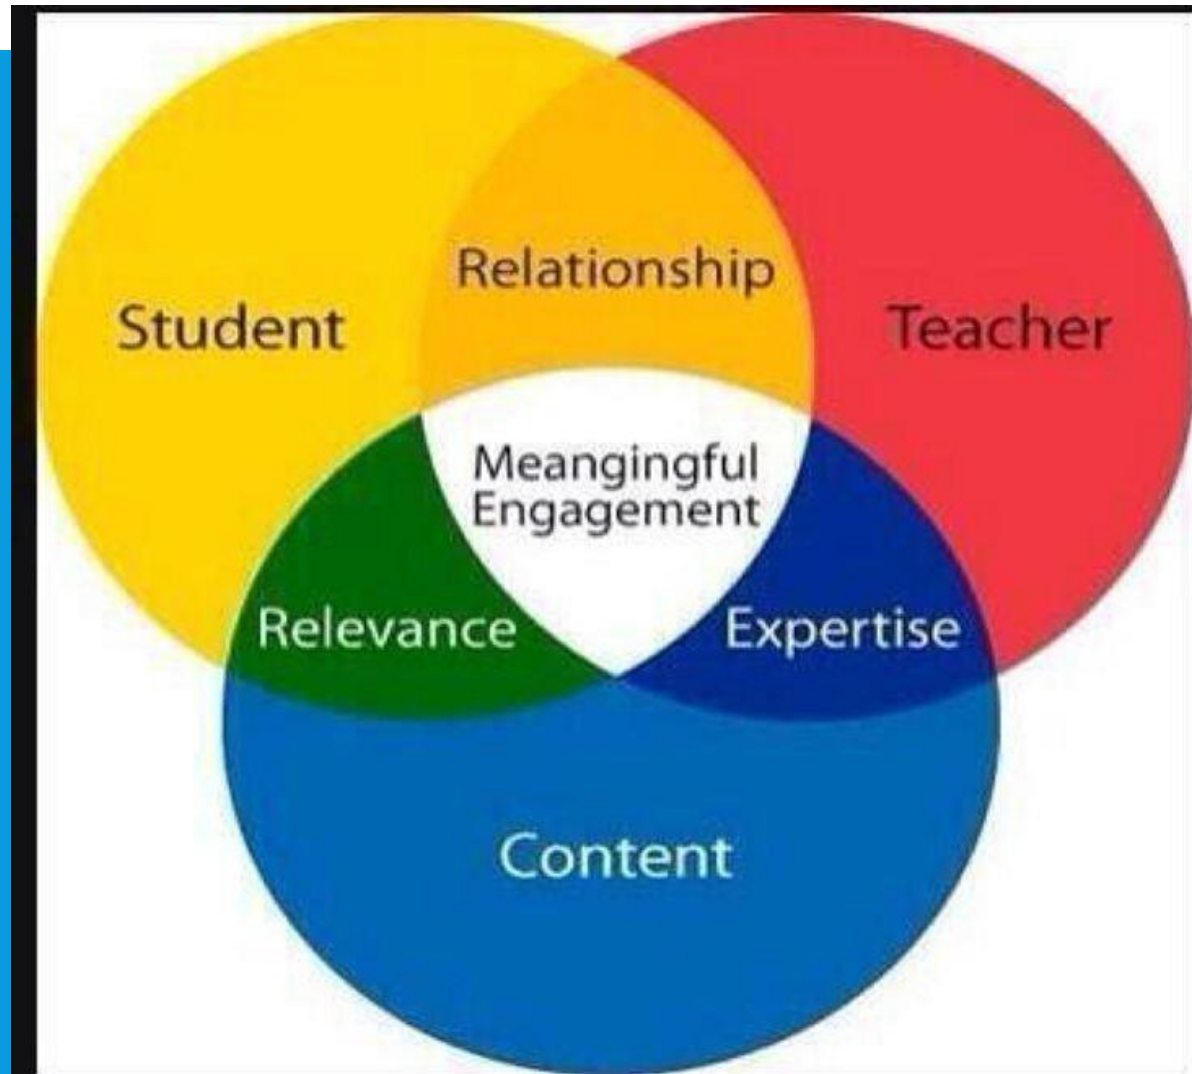 Relationship
Student
Teacher
Meangingful
Engagement
Relevance
Expertise
Content